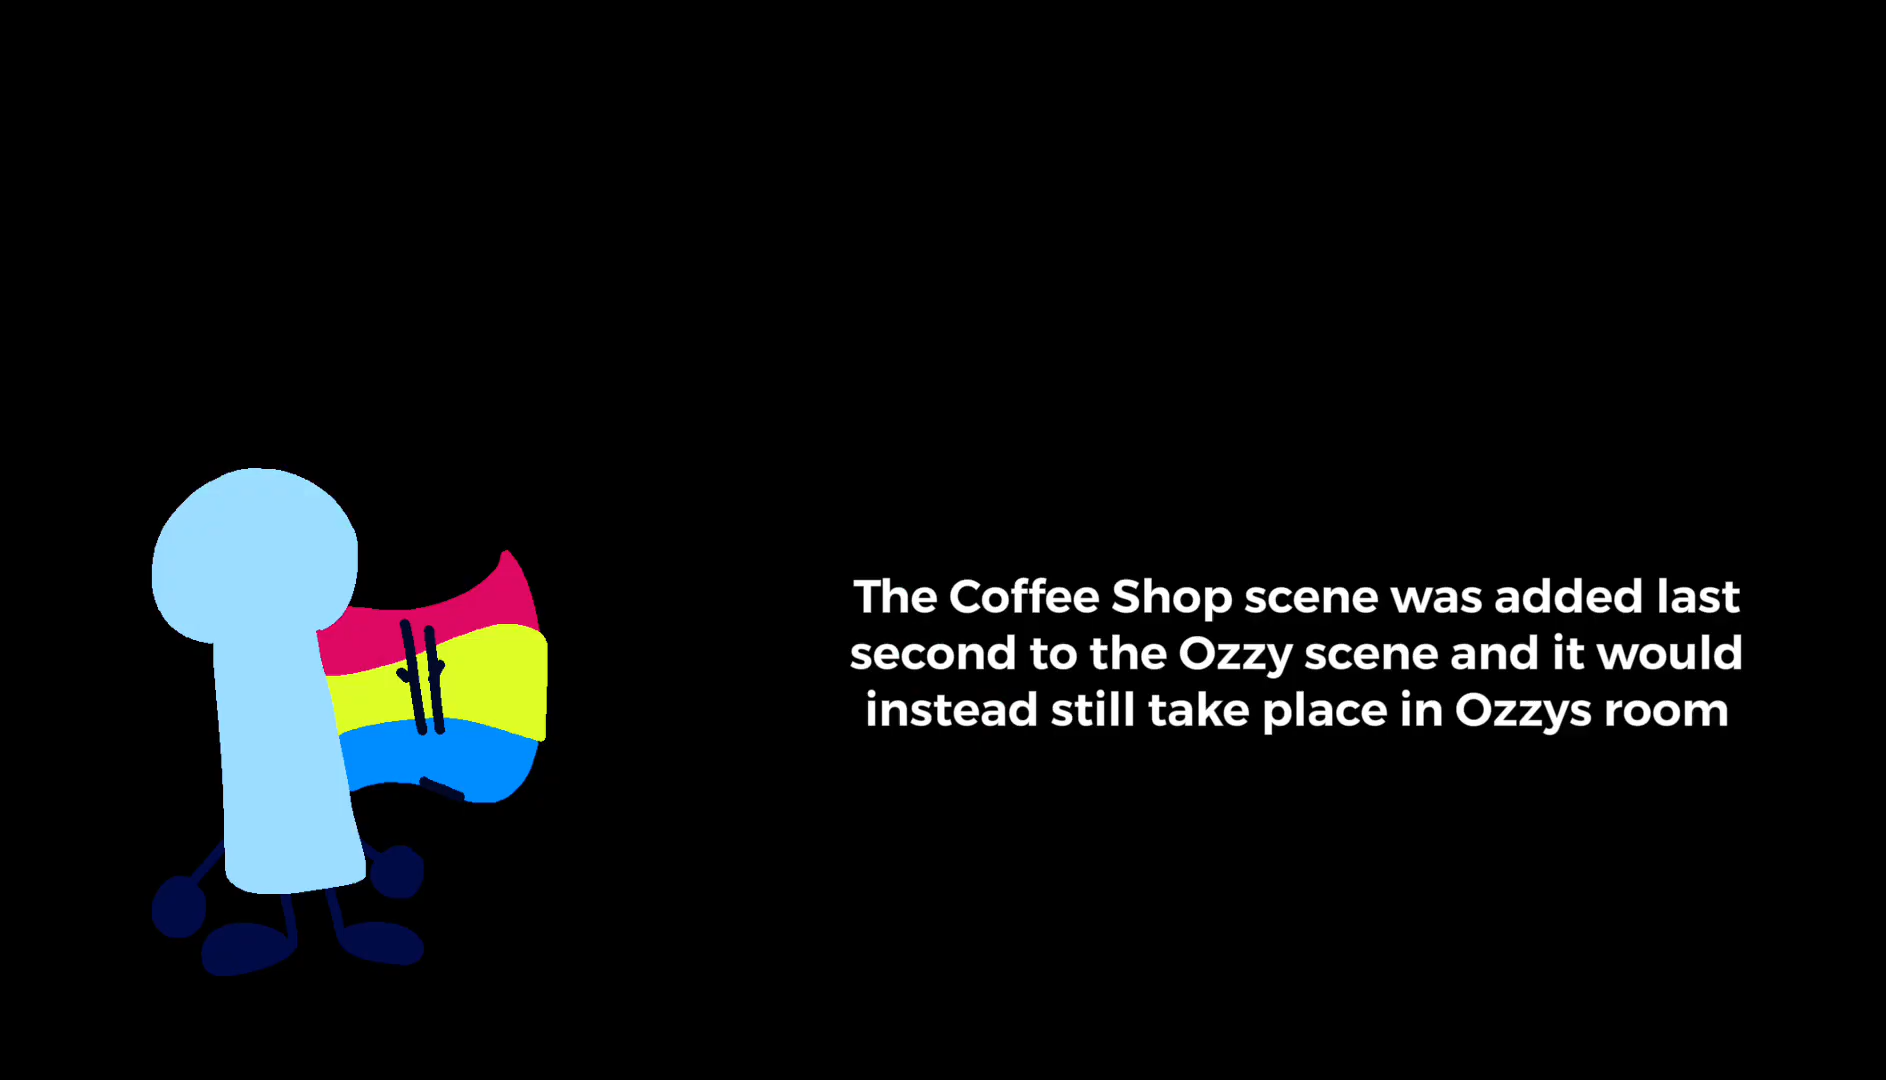 The Coffee Shop scene was added last
second to the Ozzy scene and it would
instead still take place in Ozzys room